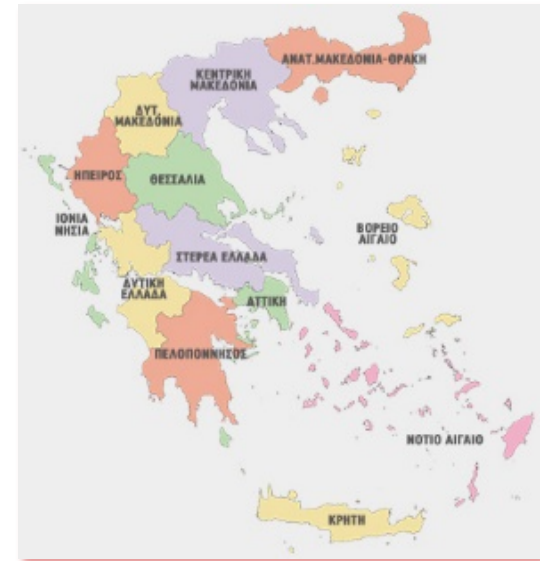 ΑΝΑΤ.ΜΑΚΕΔΟΝΙΑ-ΘΡΑΚΗ
ΚΕΝΤΡΙΚΗ
ΜΑΚΕΔΟΝΙΑ
ΔΥΤ.
ΜΑΚΕΔΟΝΙΑ
ΗΠΕΙΡΟΣ
ΘΕΣΣΑΛΙΑ
ΙΟΝΙΑ
ΝΗΣΙΑ
ΒΟΡΕΙΟ
ΑΙΓΑΙΟ
ΣΤΕΡΕΑ ΕΛΛΑΔΑ
ΔΥΤΙΚΗ
ΕΛΛΑΔΑ
ΑΤΤΙΚΗ
ΠΕΛΟΠΟΝΝΗΣΟΣ
ΝΟΤΙΟ ΑΙΓΑΙΟ
ΚΡΗΤΗ